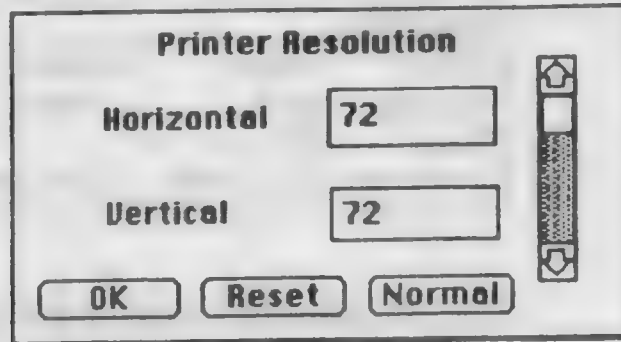 Printer Resolution
Horizontal 72
Vertical 72
OK Reset Normal